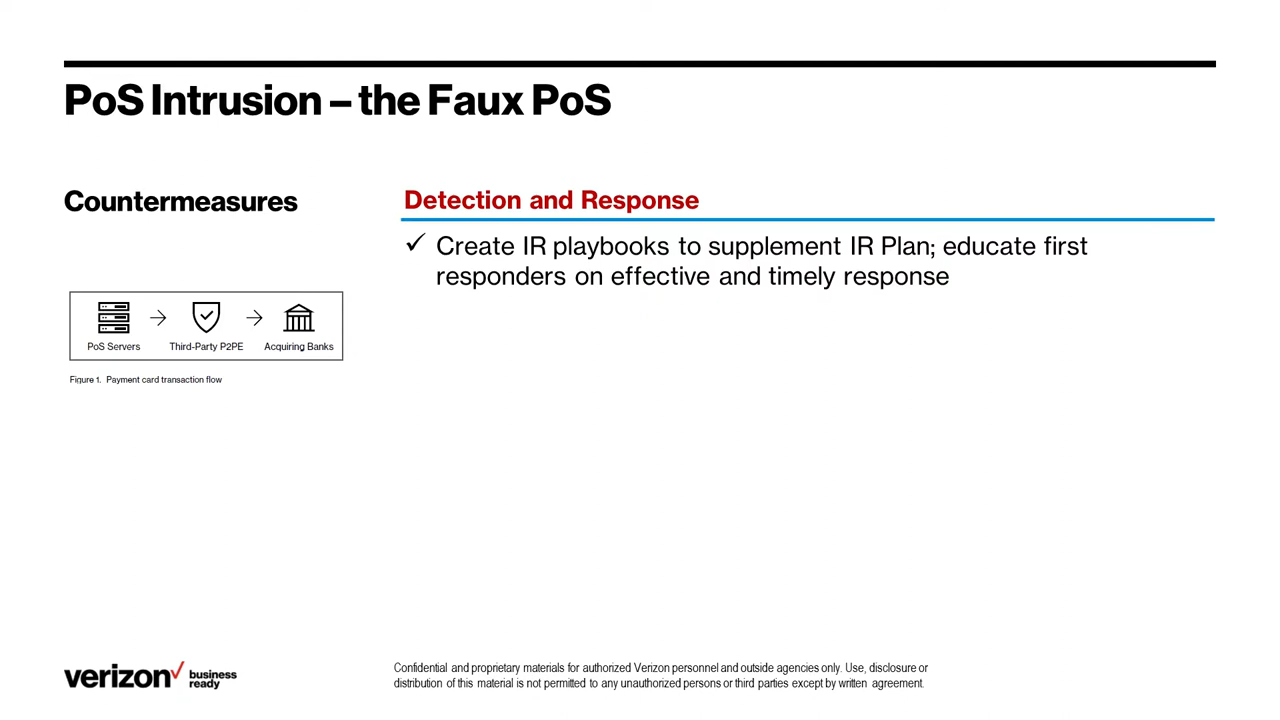 PoS Intrusion – the Faux PoS
Countermeasures
PoS Servers
Third-Party P2PE
Acquiring Banks
Figure 1. Payment card transaction flow
Detection and Response
✓ Create IR playbooks to supplement IR Plan; educate first
responders on effective and timely response
verizon✓
business
ready
Confidential and proprietary materials for authorized Verizon personnel and outside agencies only. Use, disclosure or
distribution of this material is not permitted to any unauthorized persons or third parties except by written agreement.